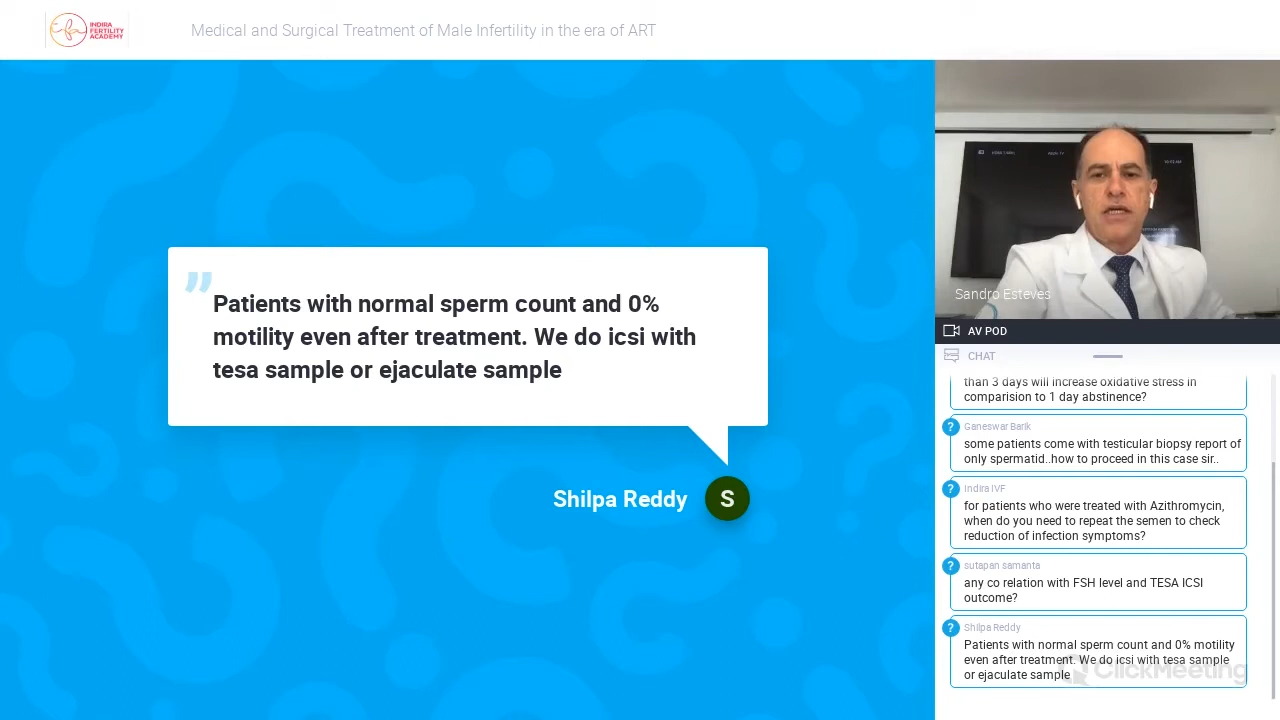 INDIRA
FERTILITY
ACADEMY
Medical and Surgical Treatment of Male Infertility in the era of ART
Patients with normal sperm count and 0%
motility even after treatment. We do icsi with
tesa sample or ejaculate sample
Shilpa Reddy
S
Sandro Esteves
AV POD
CHAT
than 3 days will increase oxidative stress in
comparision to 1 day abstinence?
?
Ganeswar Barik
some patients come with testicular biopsy report of
only spermatid..how to proceed in this case sir..
?
Indira IVF
for patients who were treated with Azithromycin,
when do you need to repeat the semen to check
reduction of infection symptoms?
?
sutapan samanta
any co relation with FSH level and TESA ICSI
outcome?
?
Shilpa Reddy
Patients with normal sperm count and 0% motility
even after treatment. We do icsi with tesa sample
or ejaculate sample
ClickMeeting